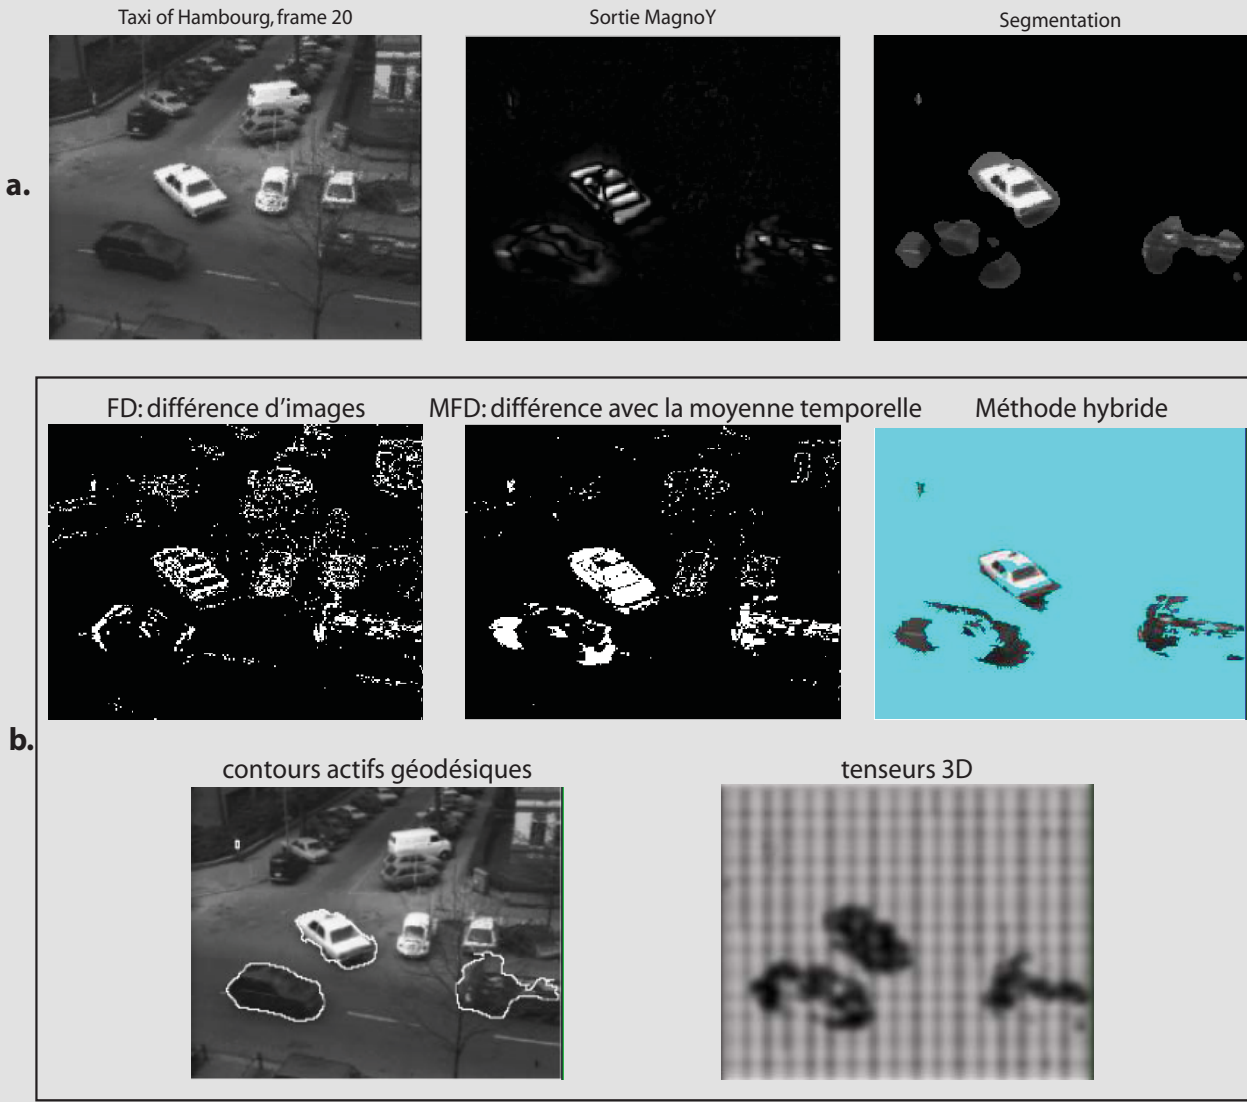 Taxi of Hambourg, frame 20
Sortie MagnoY
Segmentation
a.
FD: différence d'images
MFD: différence avec la moyenne temporelle
Méthode hybride
b.
contours actifs géodésiques
tenseurs 3D